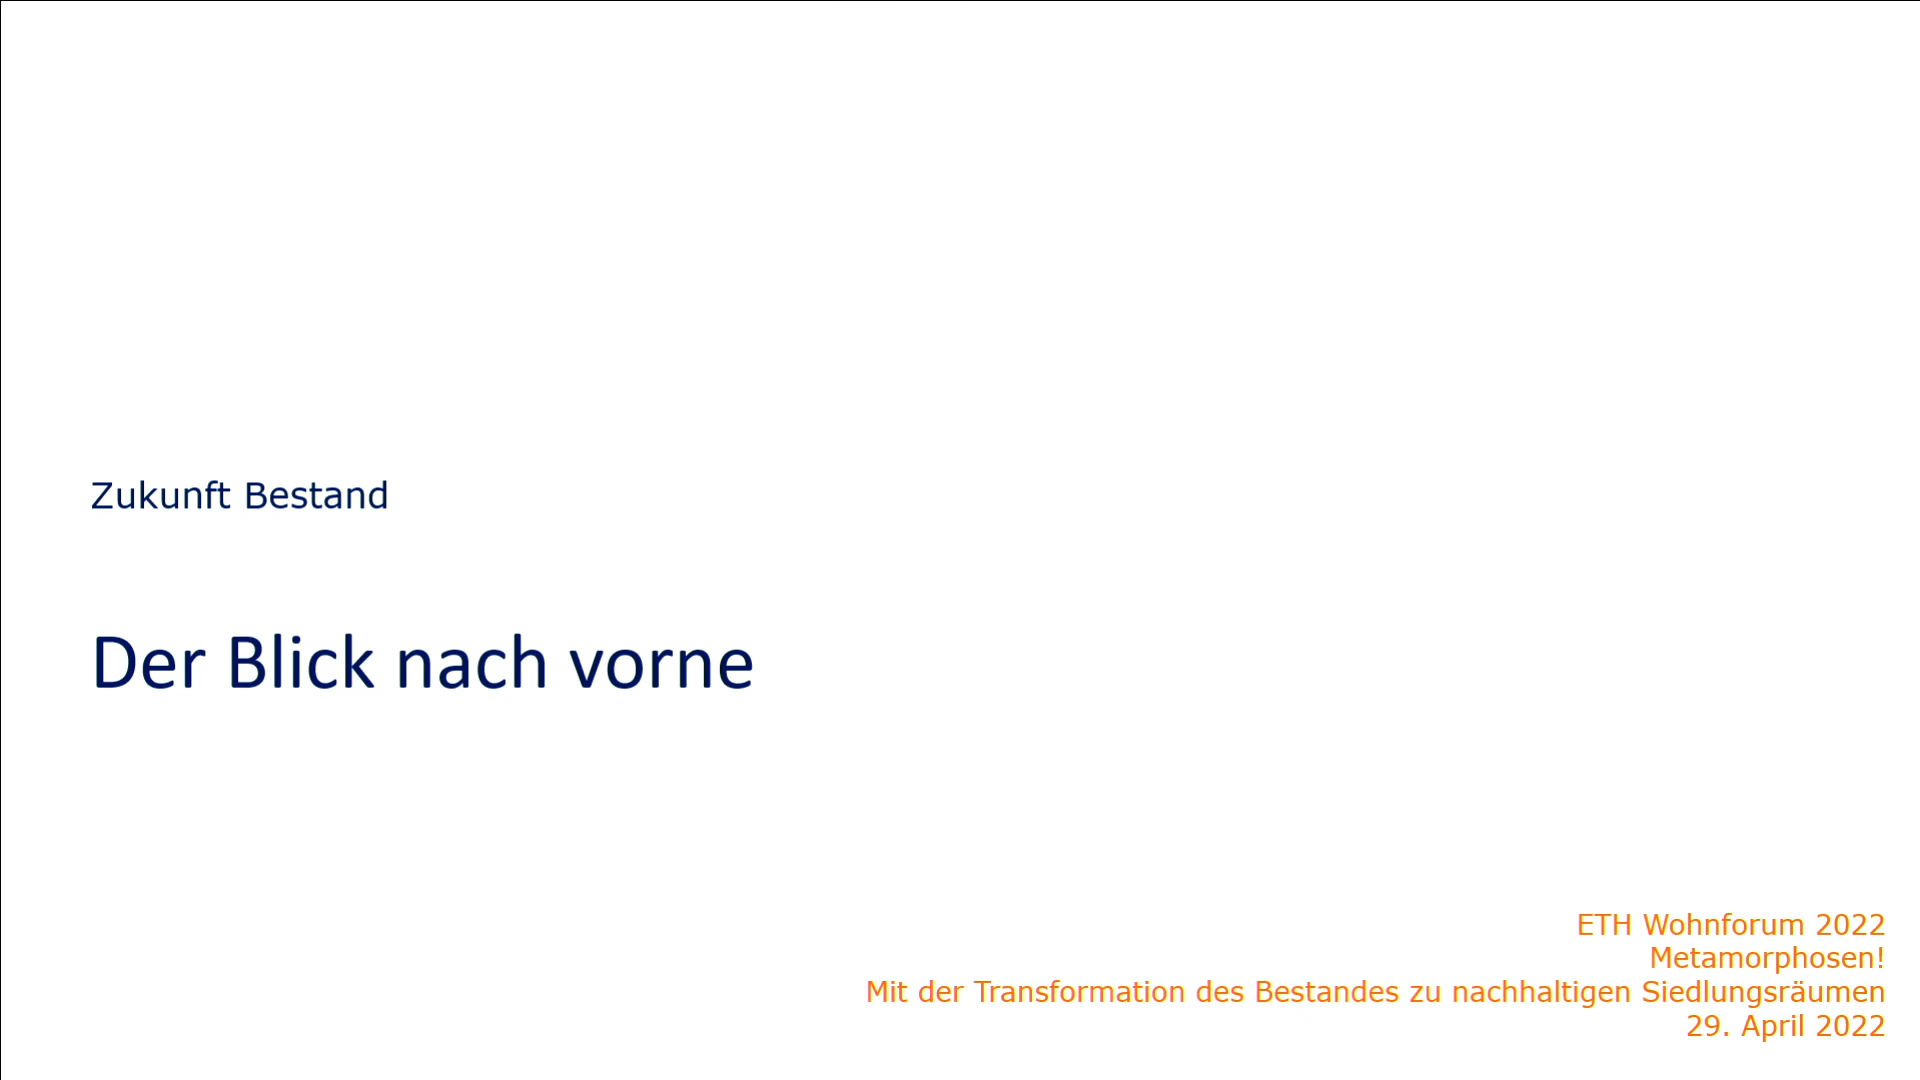 Zukunft Bestand
Der Blick nach vorne
ETH Wohnforum 2022
Metamorphosen!
Mit der Transformation des Bestandes zu nachhaltigen Siedlungsräumen
29. April 2022